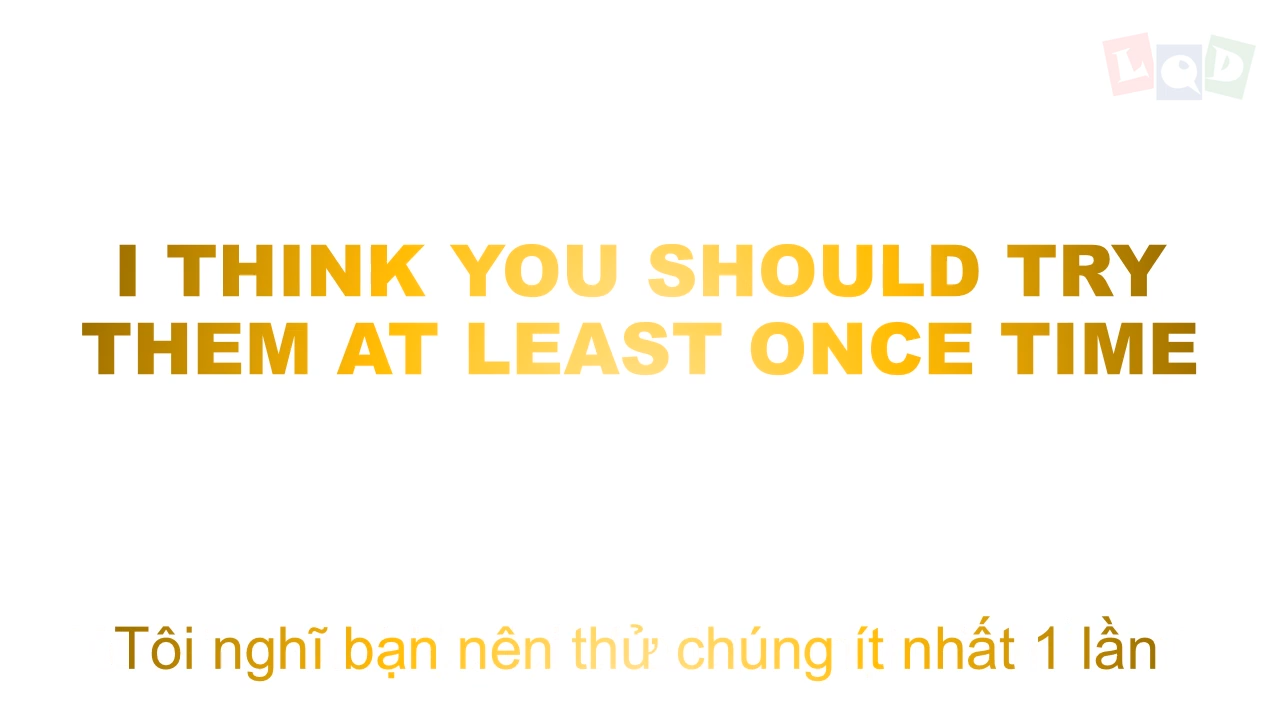 LQD
I THINK YOU SHOULD TRY
THEM AT LEAST ONCE TIME
Tôi nghĩ bạn nên thử chúng ít nhất 1 lần